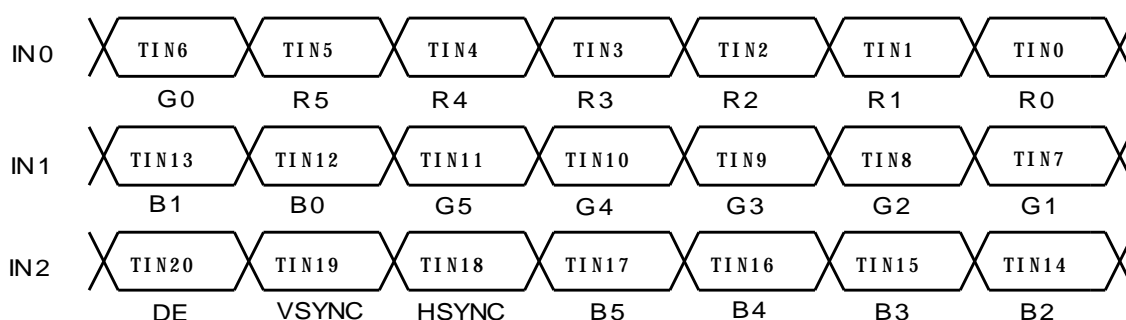 IN0 TIN6 TIN5 TIN4 TIN3 TIN2 TIN1 TIN0
G0 R5 R4 R3 R2 R1 R0
IN1 TIN13 TIN12 TIN11 TIN10 TIN9 TIN8 TIN7
B1 B0 G5 G4 G3 G2 G1
IN2 TIN20 TIN19 TIN18 TIN17 TIN16 TIN15 TIN14
DE VSYNC HSYNC B5 B4 B3 B2